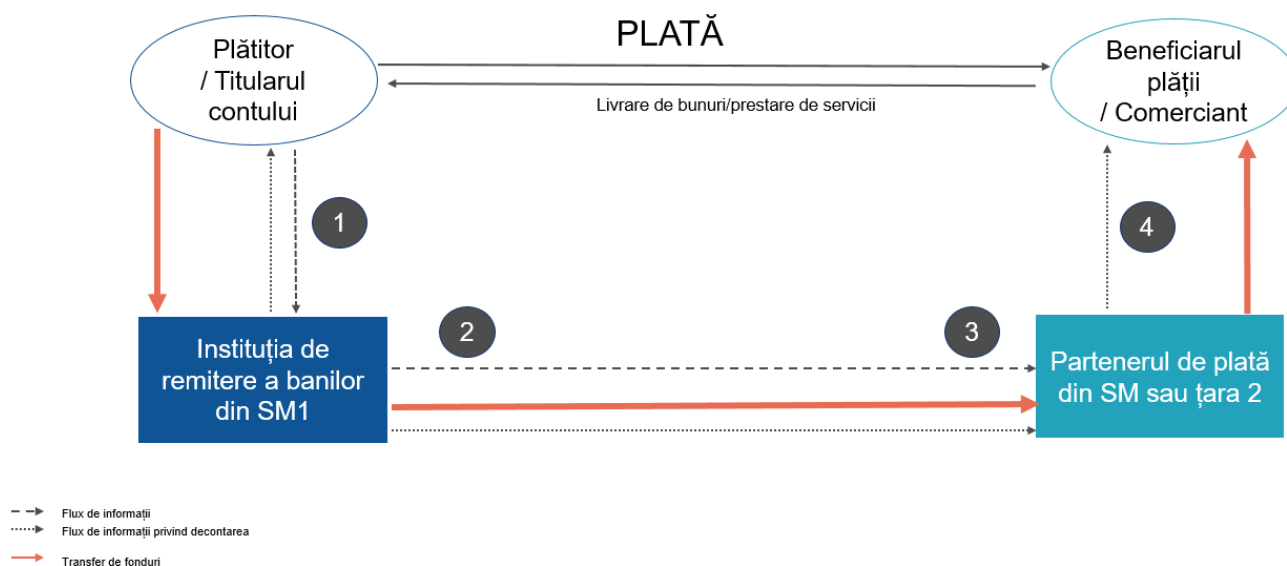 PLATĂ
Plătitor
/ Titularul
contului
Beneficiarul
plății
/ Comerciant
Livrare de bunuri/prestare de servicii
1
4
2
3
Instituția de
remitere a banilor
din SM1
Partenerul de plată
din SM sau țara 2
Flux de informații
Flux de informații privind decontarea
Transfer de fonduri